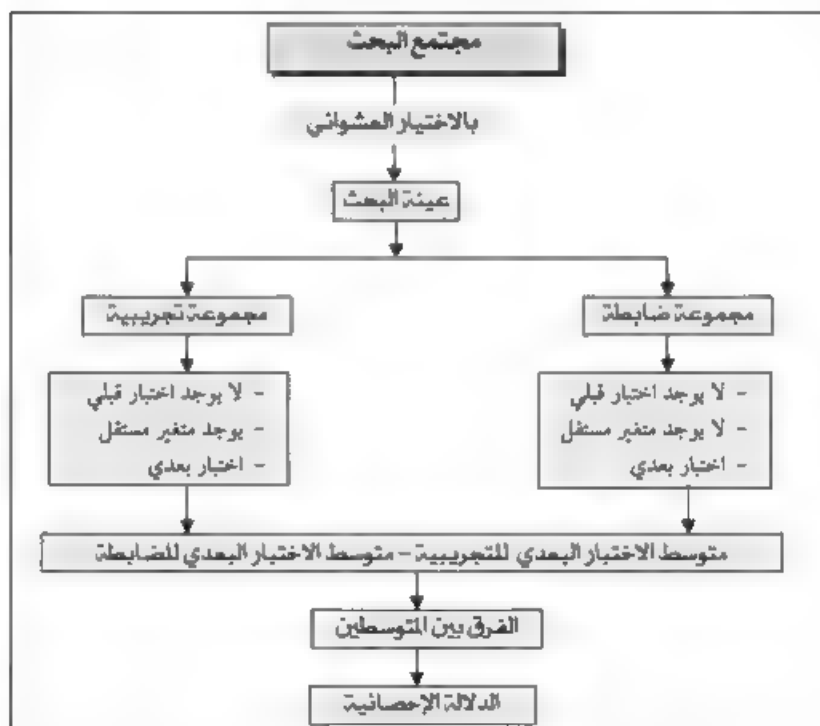 مجتمع البحث
بالاختيار العشوائي
عينة البحث
مجموعة ضابطة
مجموعة تجريبية
- لا يوجد اختبار قبلي
- لا يوجد متغير مستقل
- اختبار بعدي
- لا يوجد اختبار قبلي
- يوجد متغير مستقل
- اختبار بعدي
متوسط الاختبار البعدي للتجريبية - متوسط الاختبار البعدي للضابطة
الفرق بين المتوسطين
الدلالة الإحصائية